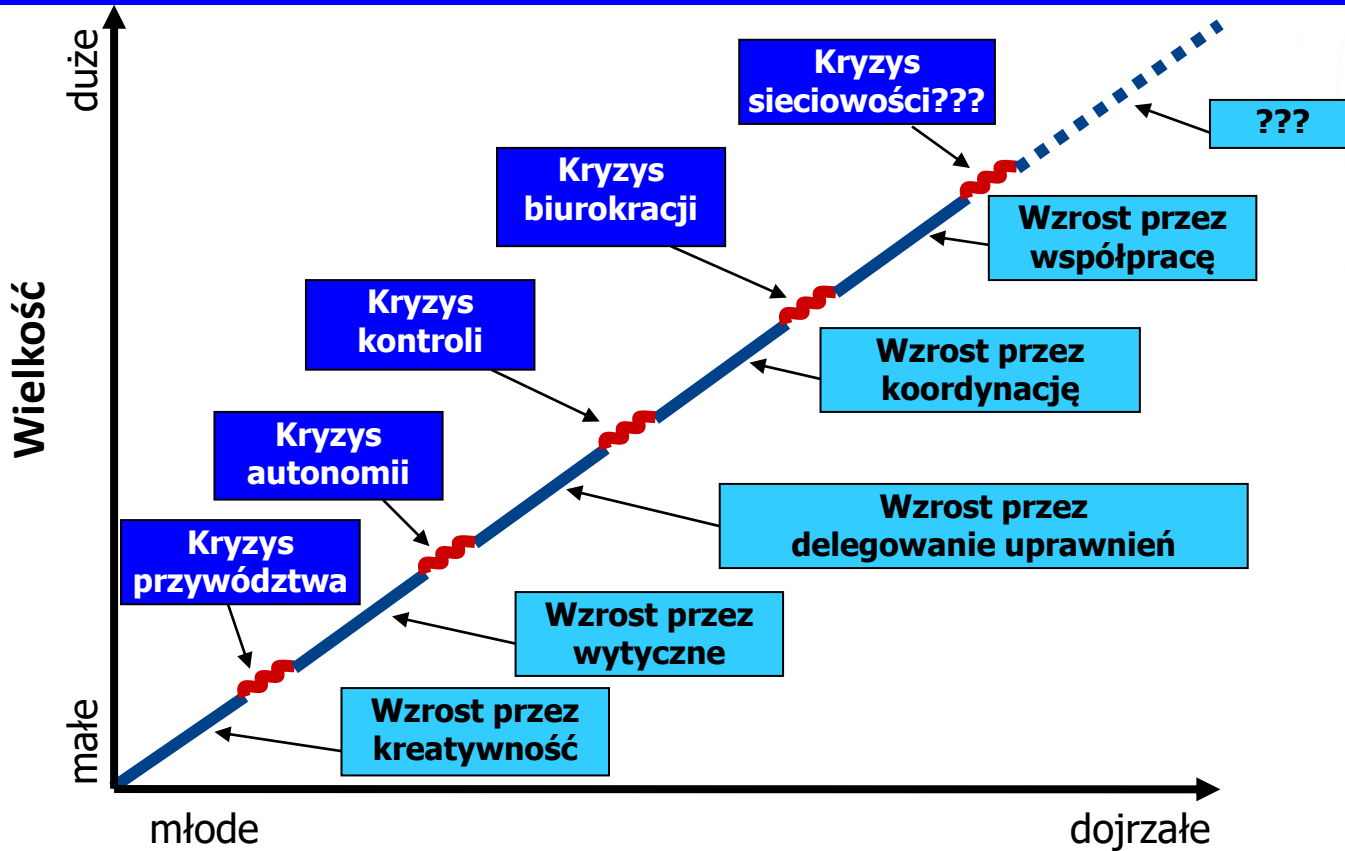 duże
Kryzys
sieciowości???
???
Kryzys
biurokracji
Wzrost przez
współpracę
Kryzys
kontroli
Wzrost przez
koordynację
Wielkość
Kryzys
autonomii
Wzrost przez
delegowanie uprawnień
Kryzys
przywództwa
Wzrost przez
wytyczne
Wzrost przez
kreatywność
małe
młode
dojrzałe